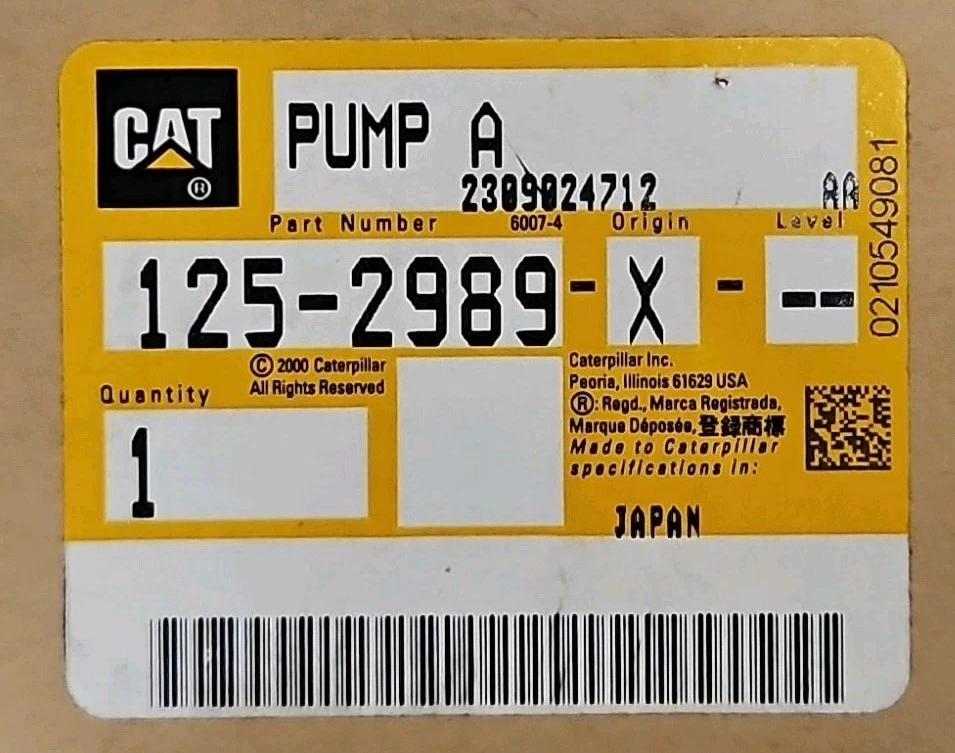 CAT
®
PUMP A
2309024712 AA
Part Number 6007-4 Origin Level
125-2989-X---
0210549081
© 2000 Caterpillar
All Rights Reserved
Quantity
1
Caterpillar Inc.
Peoria, Illinois 61629 USA
®: Regd., Marca Registrada,
Marque Déposée, 登録商標
Made to Caterpillar
specifications in:
JAPAN